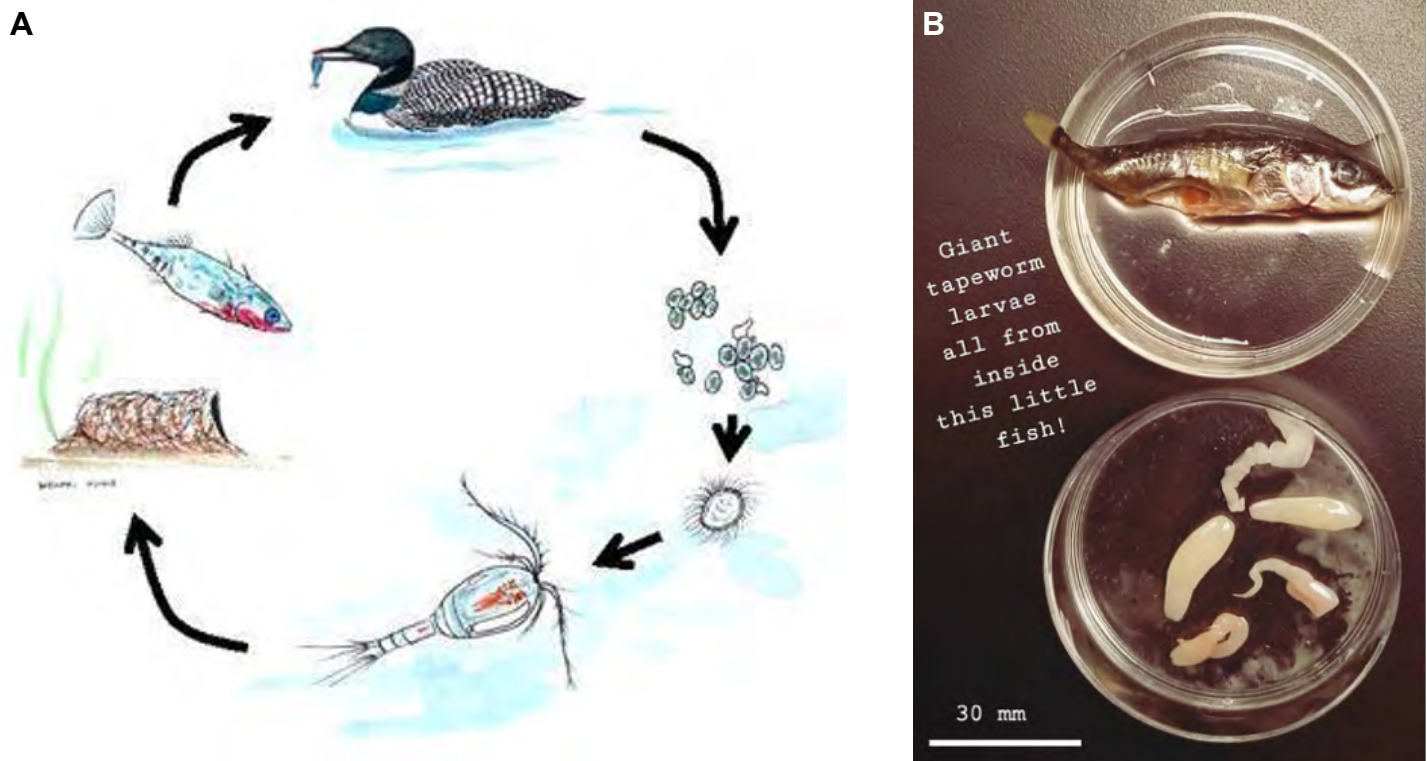 A
B
Giant
tapeworm
larvae
all from
inside
this little
fish!
30 mm